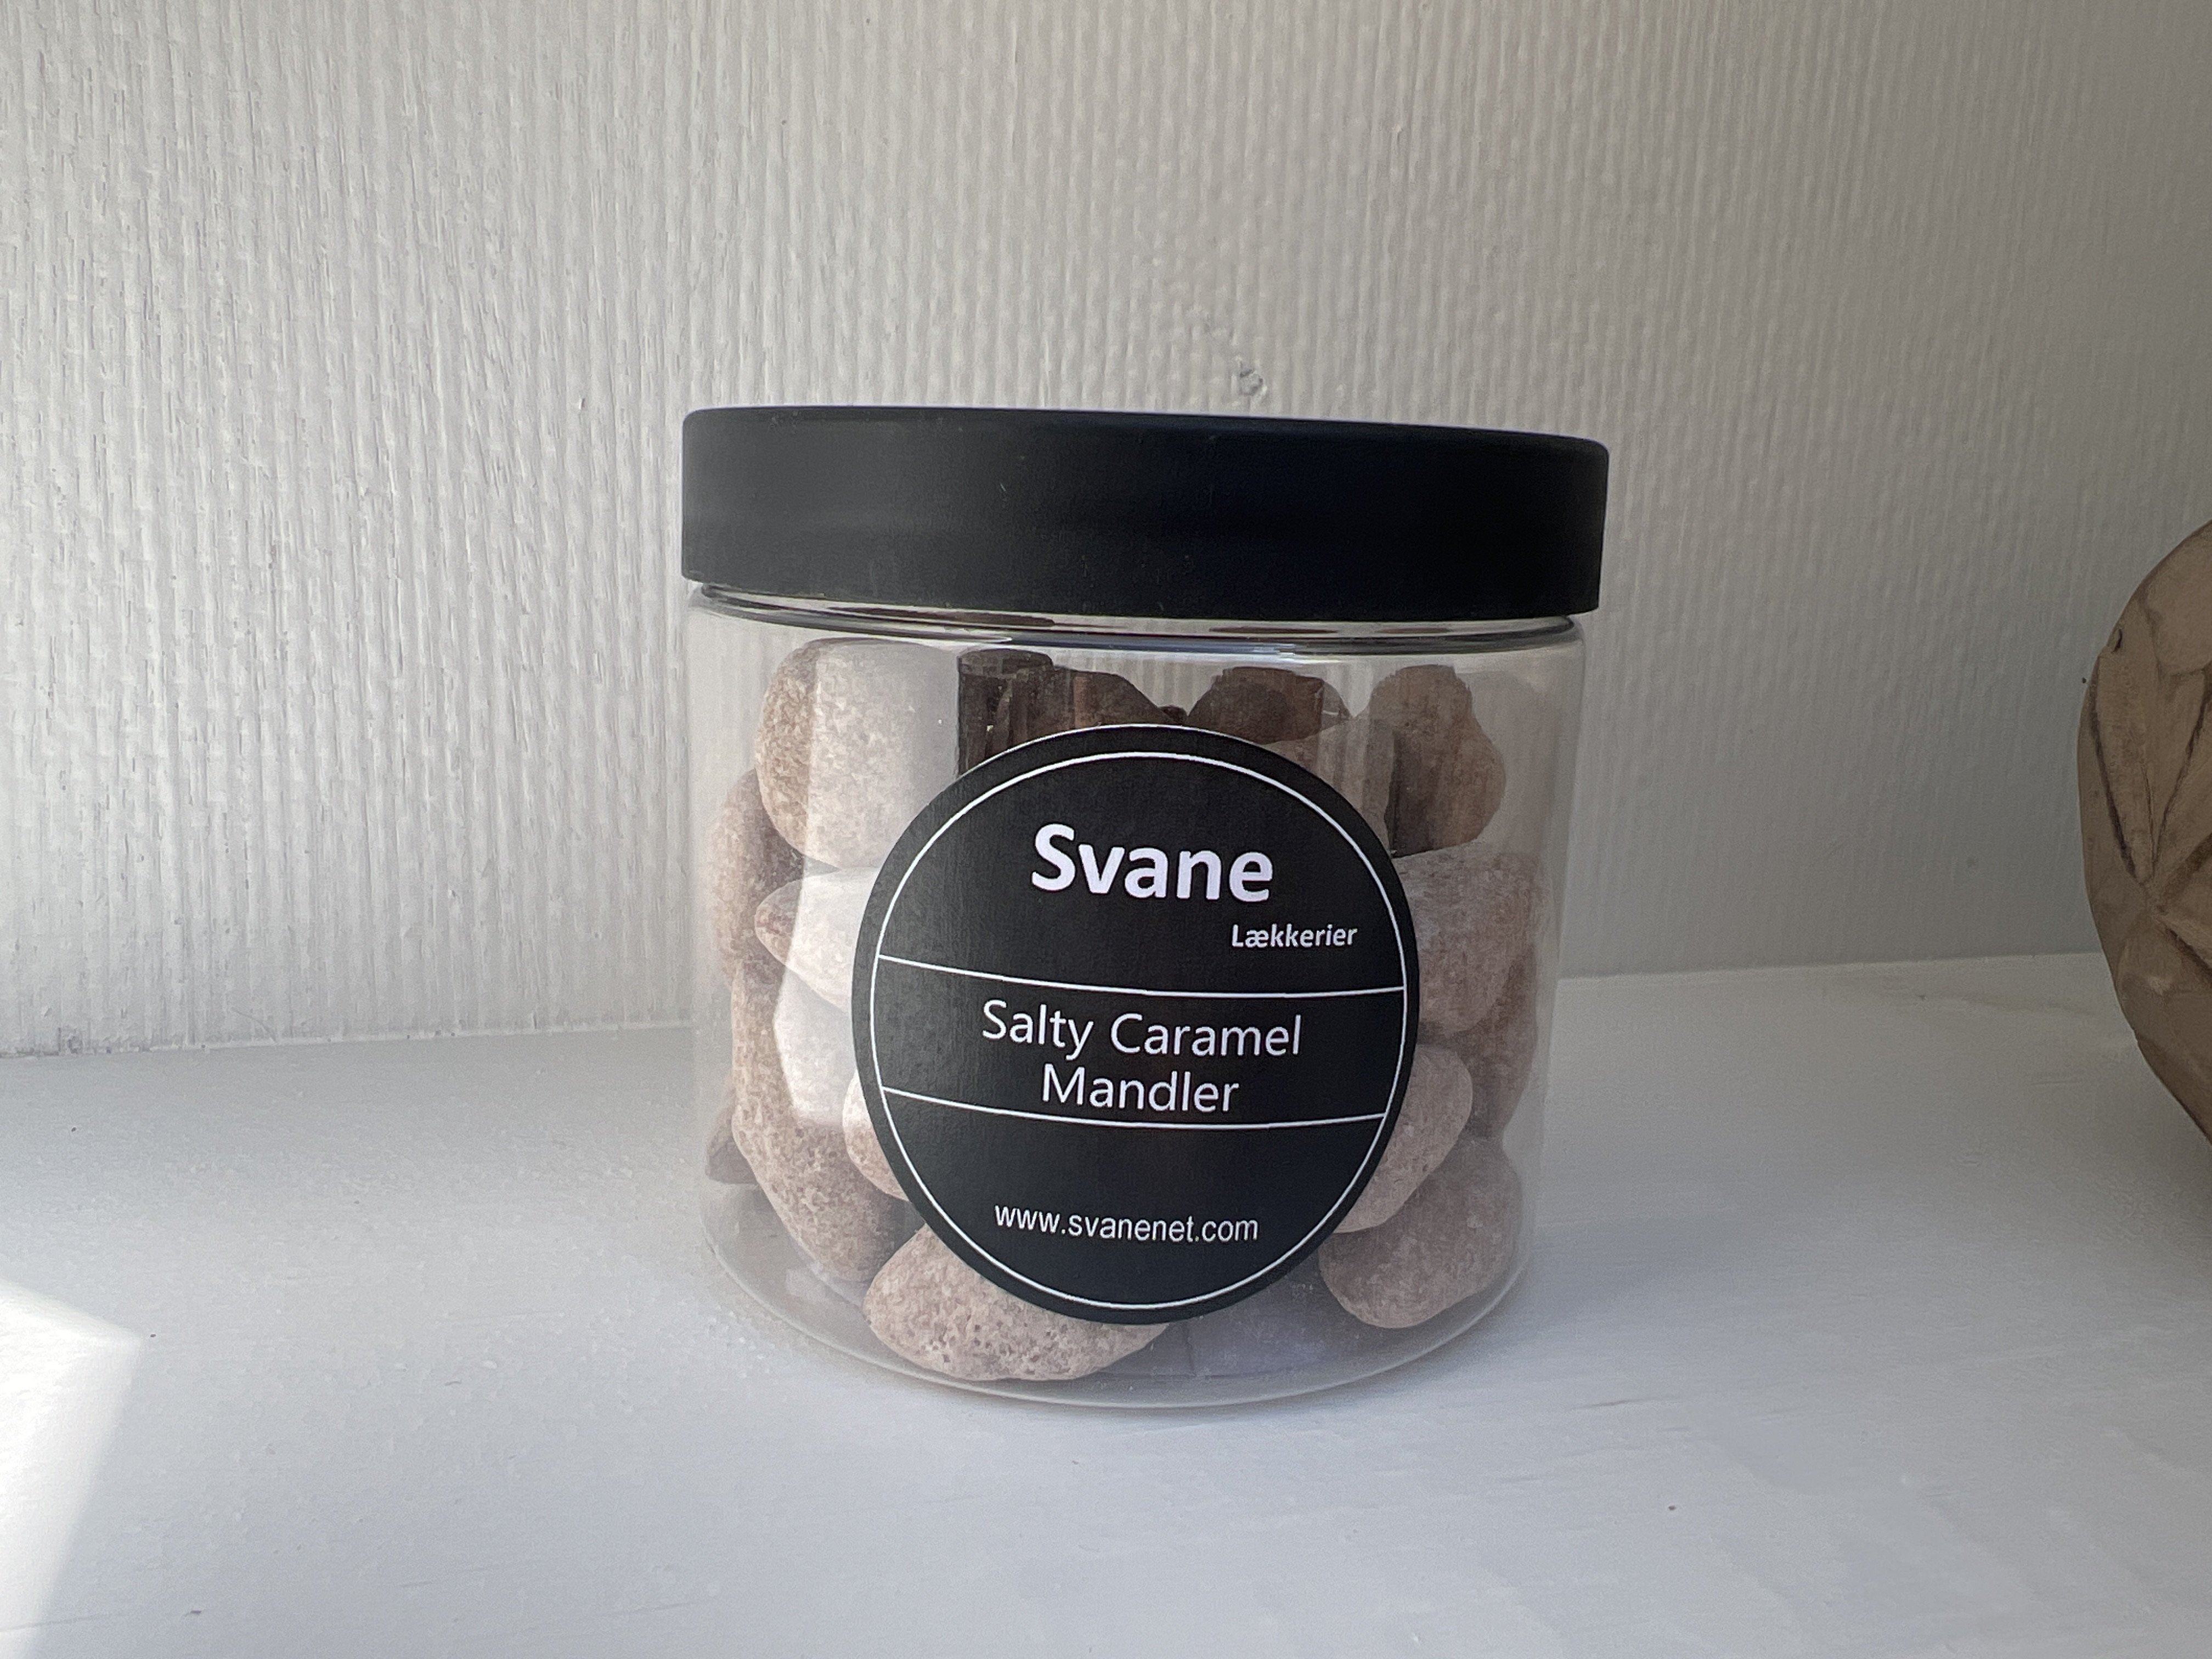 Svane
Lækkerier
Salty Caramel
Mandler
www.svanenet.com